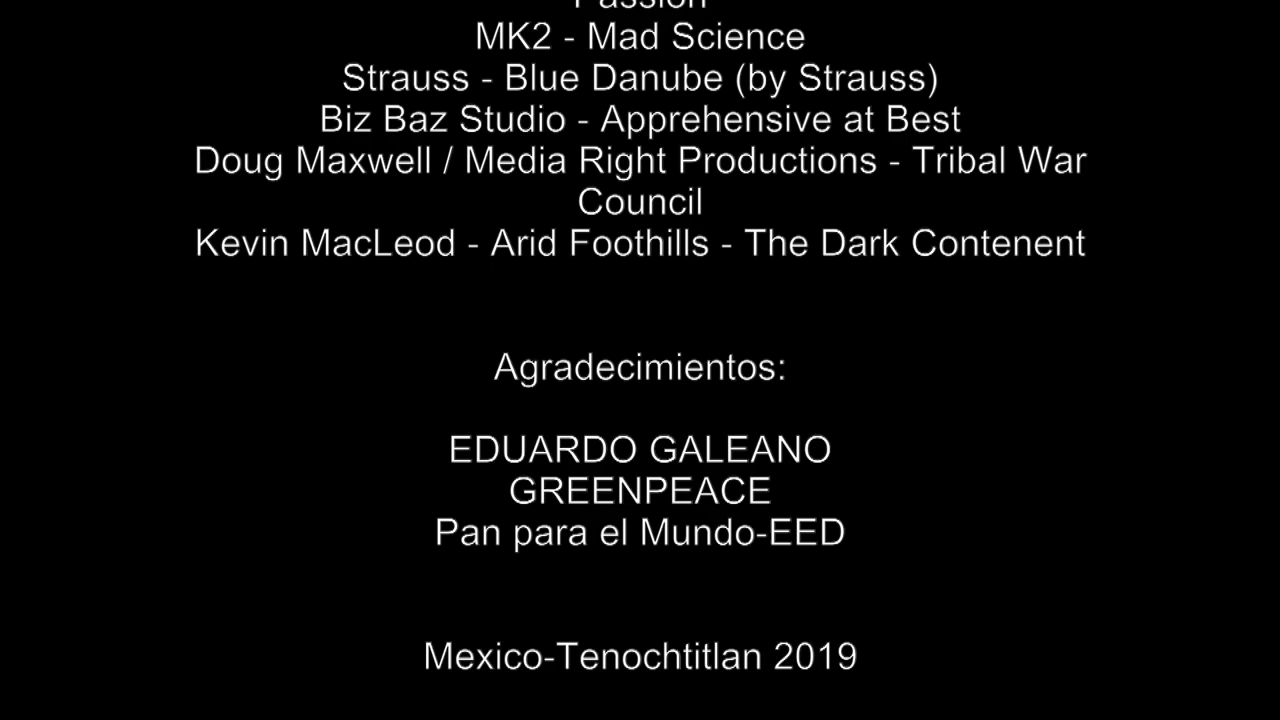 Passion
MK2 - Mad Science
Strauss - Blue Danube (by Strauss)
Biz Baz Studio - Apprehensive at Best
Doug Maxwell / Media Right Productions - Tribal War
Council
Kevin MacLeod - Arid Foothills - The Dark Contenent
Agradecimientos:
EDUARDO GALEANO
GREENPEACE
Pan para el Mundo-EED
Mexico-Tenochtitlan 2019